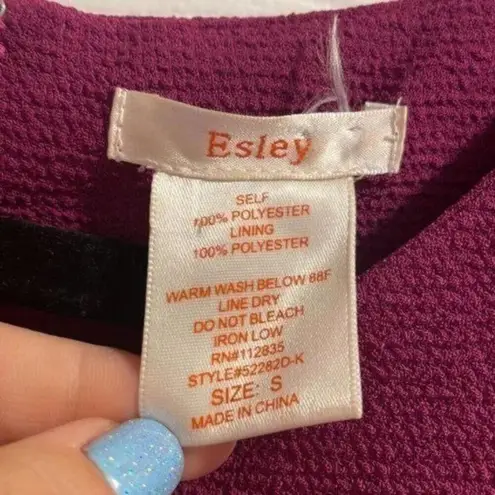 Esley
SELF
100% POLYESTER
LINING
100% POLYESTER
WARM WASH BELOW 88F
LINE DRY
DO NOT BLEACH
IRON LOW
RN#112835
STYLE#52282D-K
SIZE: S
MADE IN CHINA